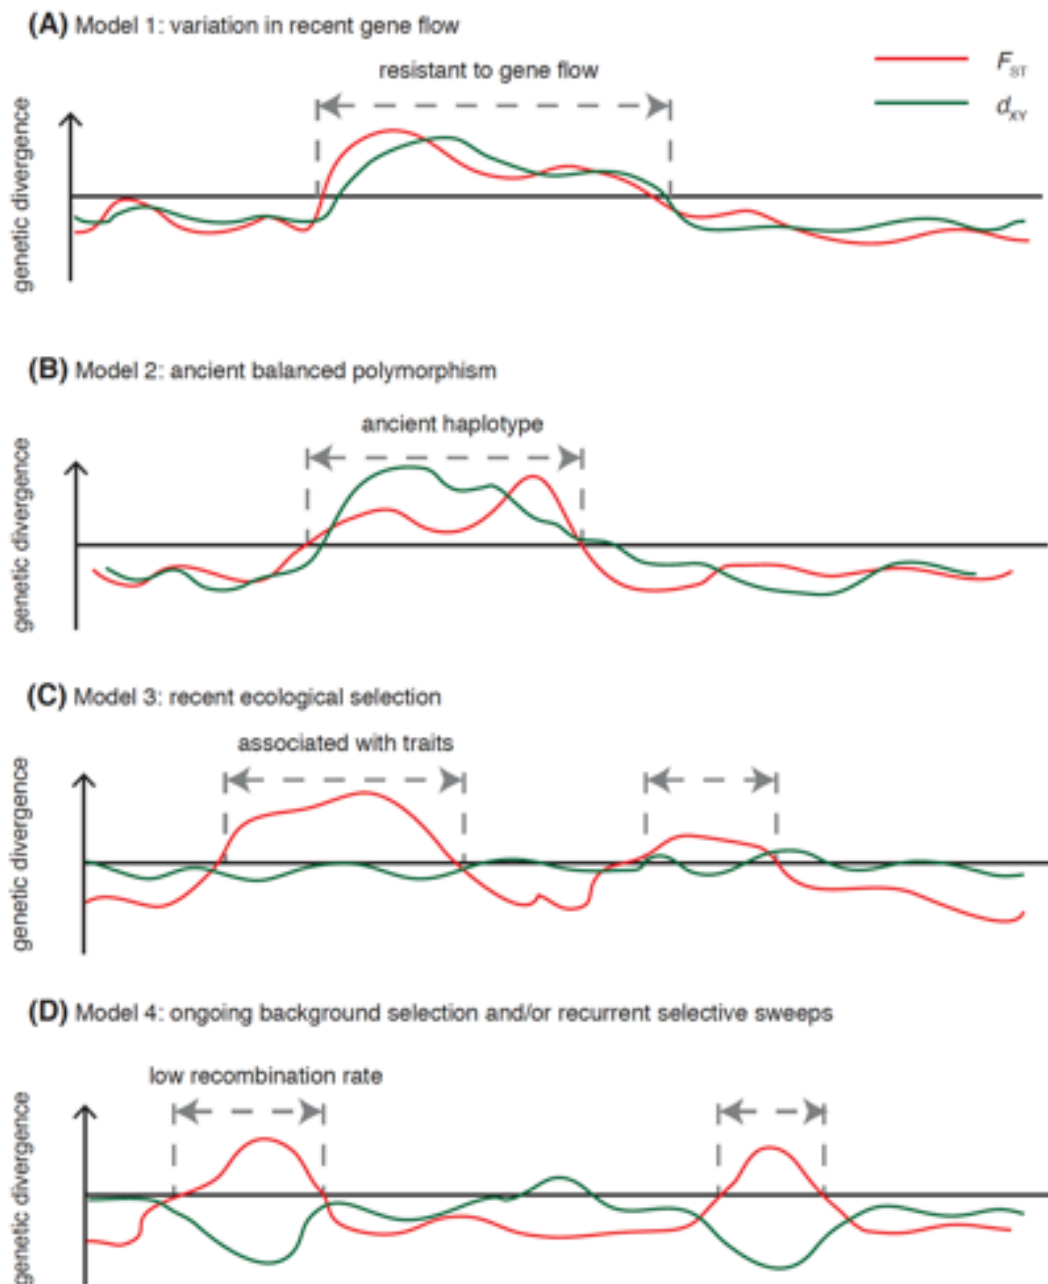 (A) Model 1: variation in recent gene flow
resistant to gene flow
FST
dXY
genetic divergence
(B) Model 2: ancient balanced polymorphism
ancient haplotype
genetic divergence
(C) Model 3: recent ecological selection
associated with traits
genetic divergence
(D) Model 4: ongoing background selection and/or recurrent selective sweeps
low recombination rate
genetic divergence